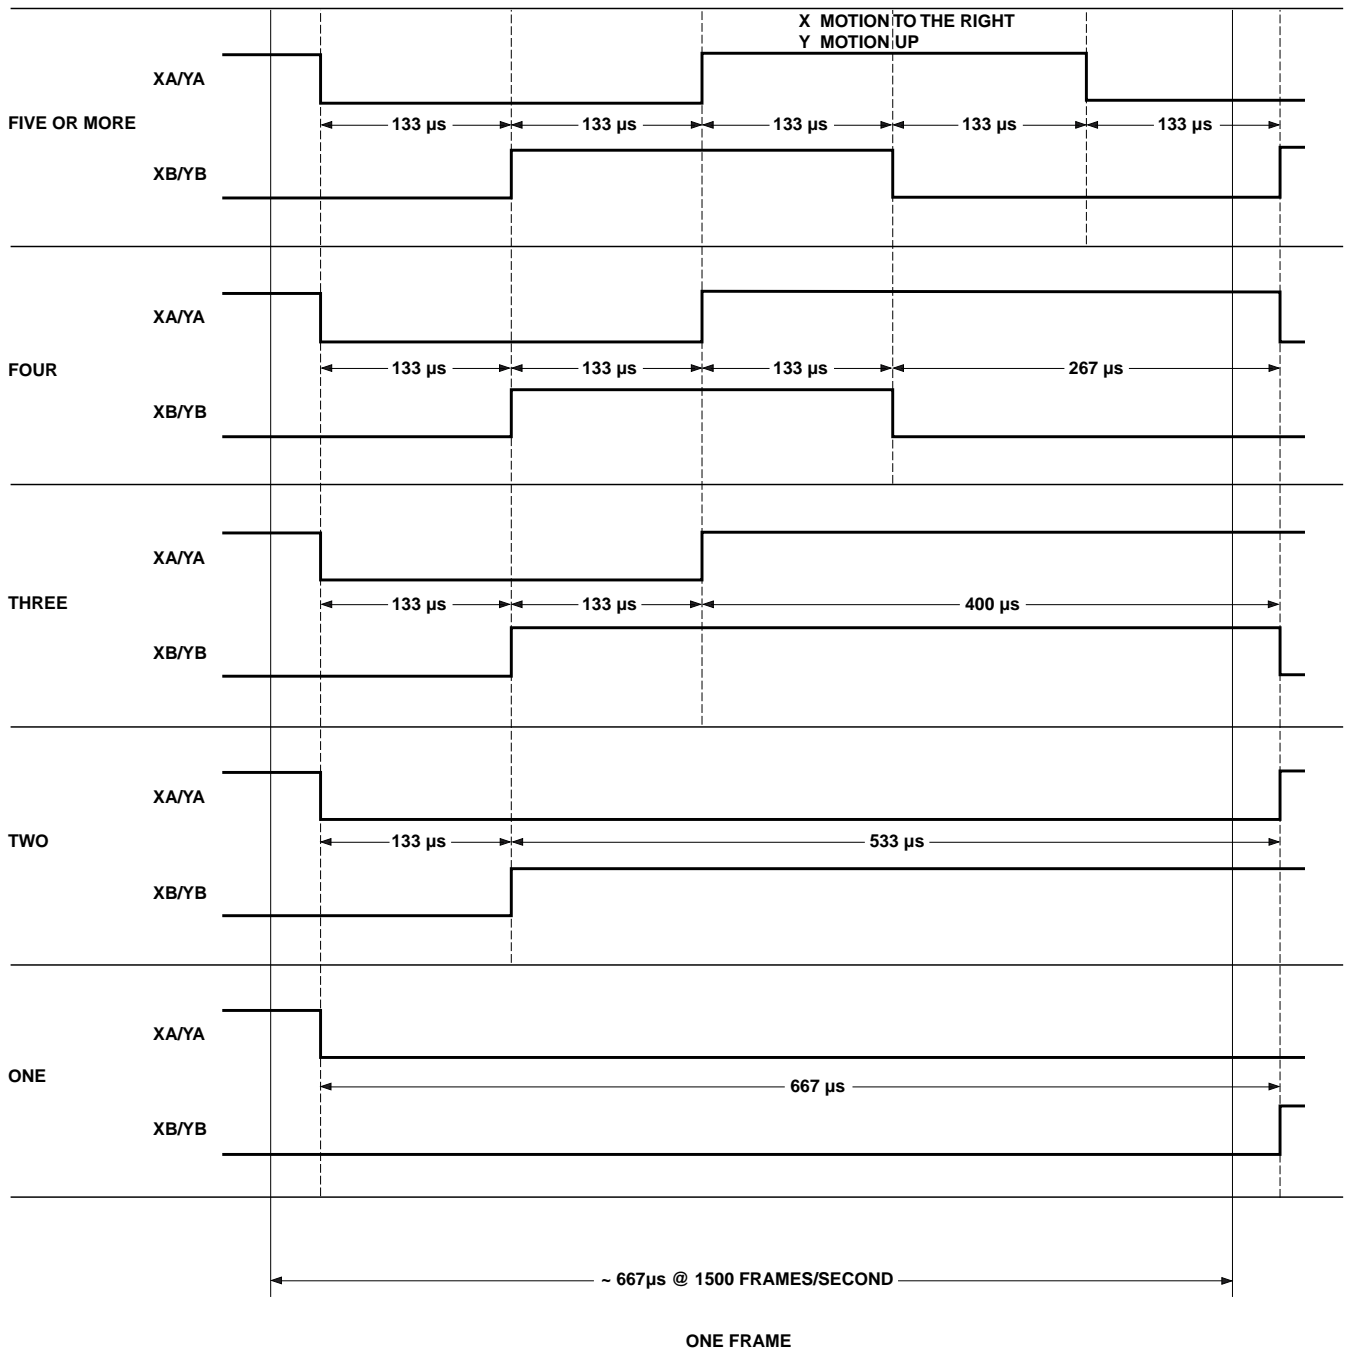 X MOTION TO THE RIGHT
Y MOTION UP
XA/YA
FIVE OR MORE
133 µs 133 µs 133 µs 133 µs 133 µs
XB/YB
XA/YA
FOUR
133 µs 133 µs 133 µs 267 µs
XB/YB
XA/YA
THREE
133 µs 133 µs 400 µs
XB/YB
XA/YA
TWO
133 µs 533 µs
XB/YB
XA/YA
ONE
667 µs
XB/YB
~ 667µs @ 1500 FRAMES/SECOND
ONE FRAME